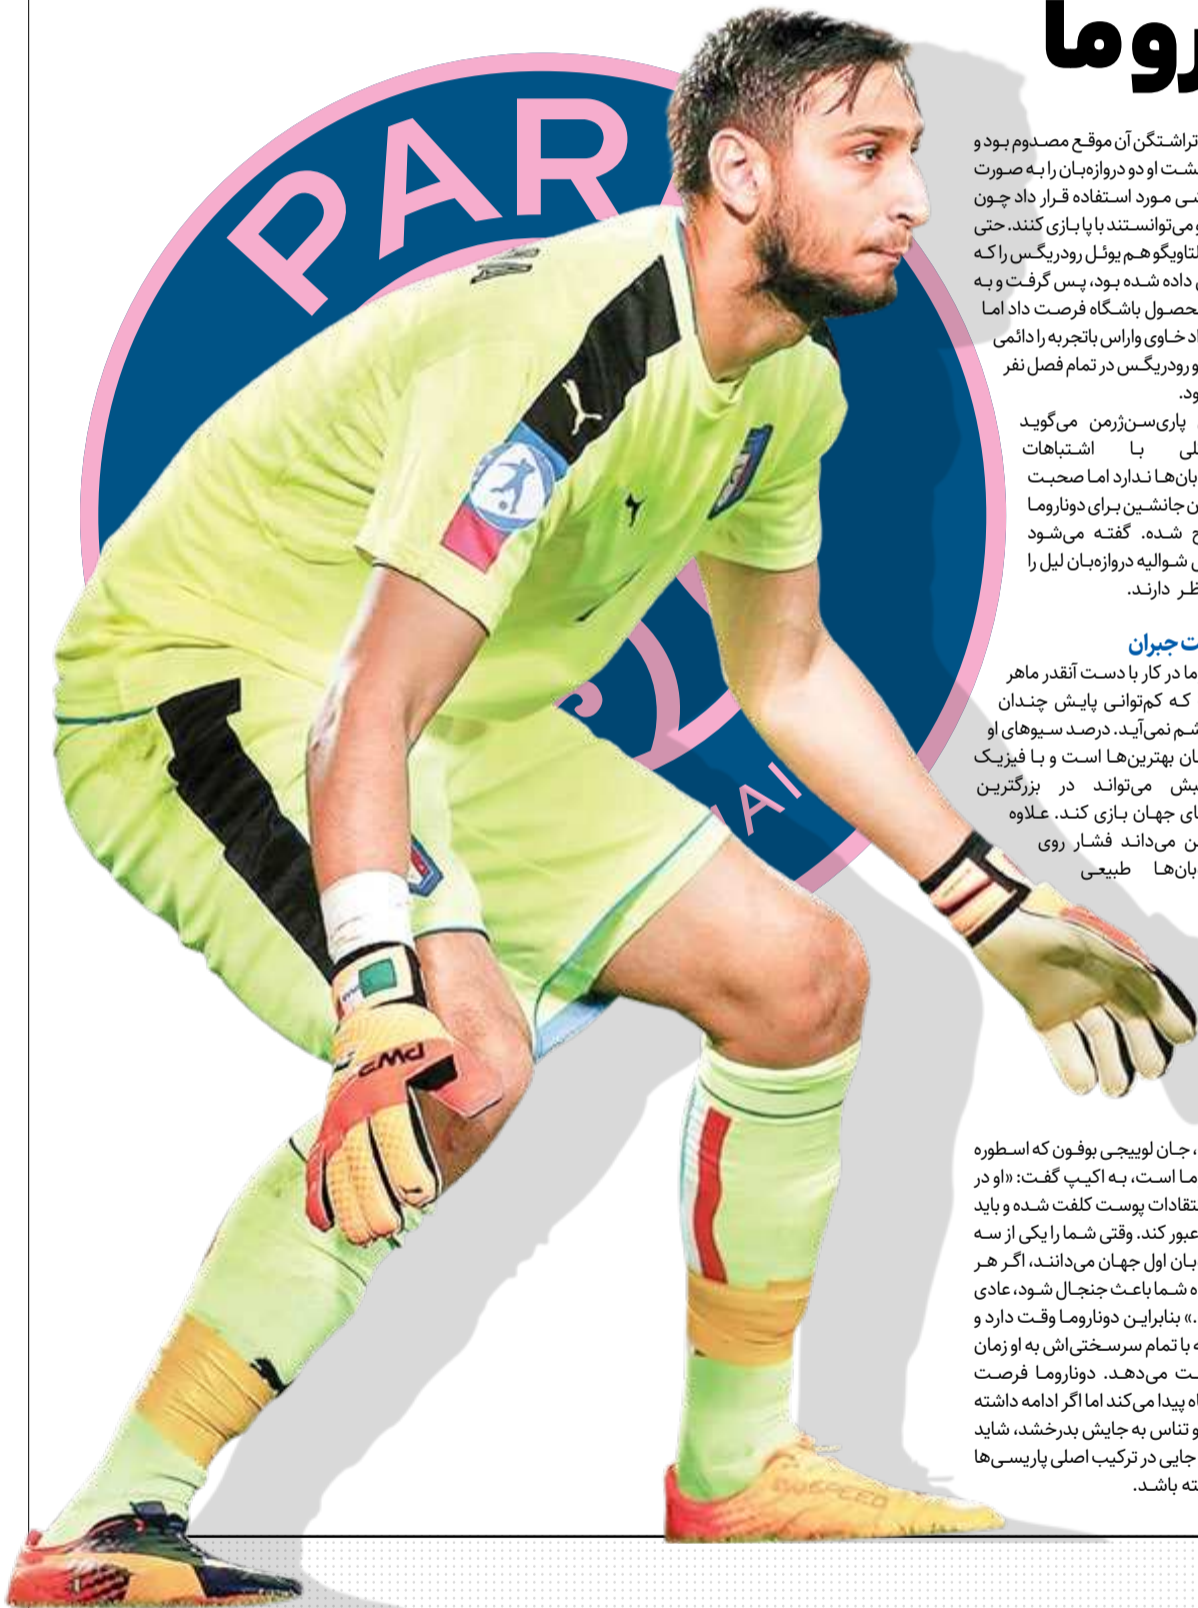 روما
PAR
تراشتگن آن موقع مصدوم بود و
شت او دو دروازه‌بان را به صورت
شی مورد استفاده قرار داد چون
و می‌توانستند با پا بازی کنند. حتی
لتاویگو هم یوئل رودریگس را که
داده شده بود، پس گرفت و به
حصول باشگاه فرصت داد اما
اد خاوی واراس باتجربه را دائمی
و رودریگس در تمام فصل نفر
ود.
پاری‌سن‌ژرمن می‌گوید
لی با اشتباهات
بان‌ها ندارد اما صحبت
ن جانشین برای دوناروما
ح شده. گفته می‌شود
شوالیه دروازه‌بان لیل را
ظر دارند.
ت جبران
ما در کار با دست آنقدر ماهر
که کم‌توانی پایش چندان
شم نمی‌آید. درصد سیوهای او
ان بهترین‌ها است و با فیزیک
بش می‌تواند در بزرگترین
ای جهان بازی کند. علاوه
ن می‌داند فشار روی
بان‌ها طبیعی
، جان لوییجی بوفون که اسطوره
ما است، به اکیپ گفت: «او در
تقادات پوست کلفت شده و باید
عبور کند. وقتی شما را یکی از سه
بان اول جهان می‌دانند، اگر هر
ه شما باعث جنجال شود، عادی
.» بنابراین دوناروما وقت دارد و
ه با تمام سرسختی‌اش به او زمان
ت می‌دهد. دوناروما فرصت
اه پیدا می‌کند اما اگر ادامه داشته
و تناس به جایش بدرخشد، شاید
جایی در ترکیب اصلی پاریسی‌ها
ته باشد.